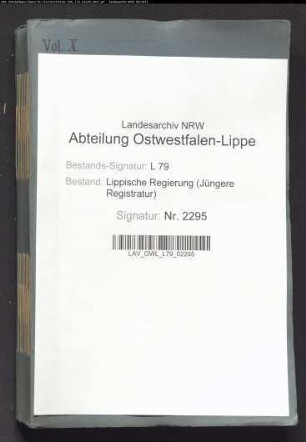 Vol. X
Landesarchiv NRW
Abteilung Ostwestfalen-Lippe
Bestands-Signatur: L 79
Bestand: Lippische Regierung (Jüngere
Registratur)
Signatur: Nr. 2295
LAV_OWL_L79_02295